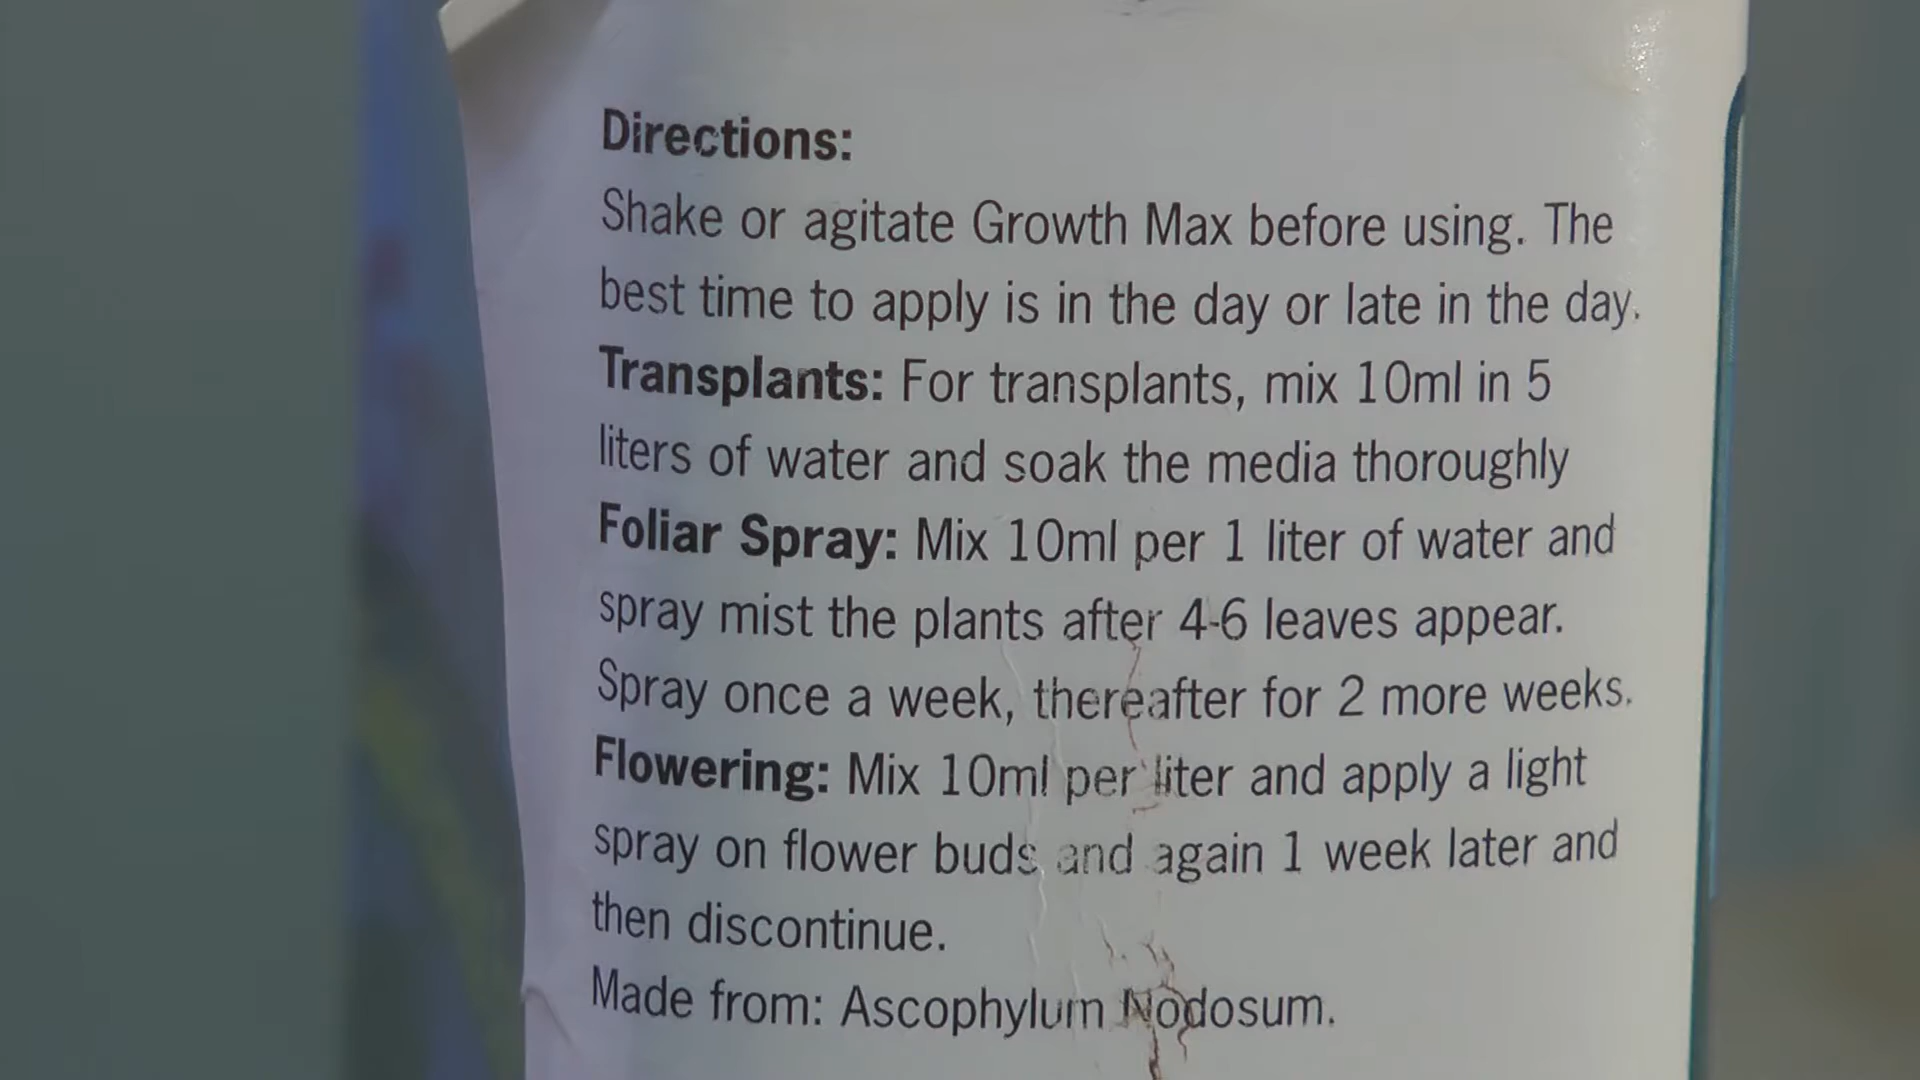 Directions:
Shake or agitate Growth Max before using. The
best time to apply is in the day or late in the day.
Transplants: For transplants, mix 10ml in 5
liters of water and soak the media thoroughly
Foliar Spray: Mix 10ml per 1 liter of water and
spray mist the plants after 4-6 leaves appear.
Spray once a week, thereafter for 2 more weeks.
Flowering: Mix 10ml per liter and apply a light
spray on flower buds and again 1 week later and
then discontinue.
Made from: Ascophylum Nodosum.